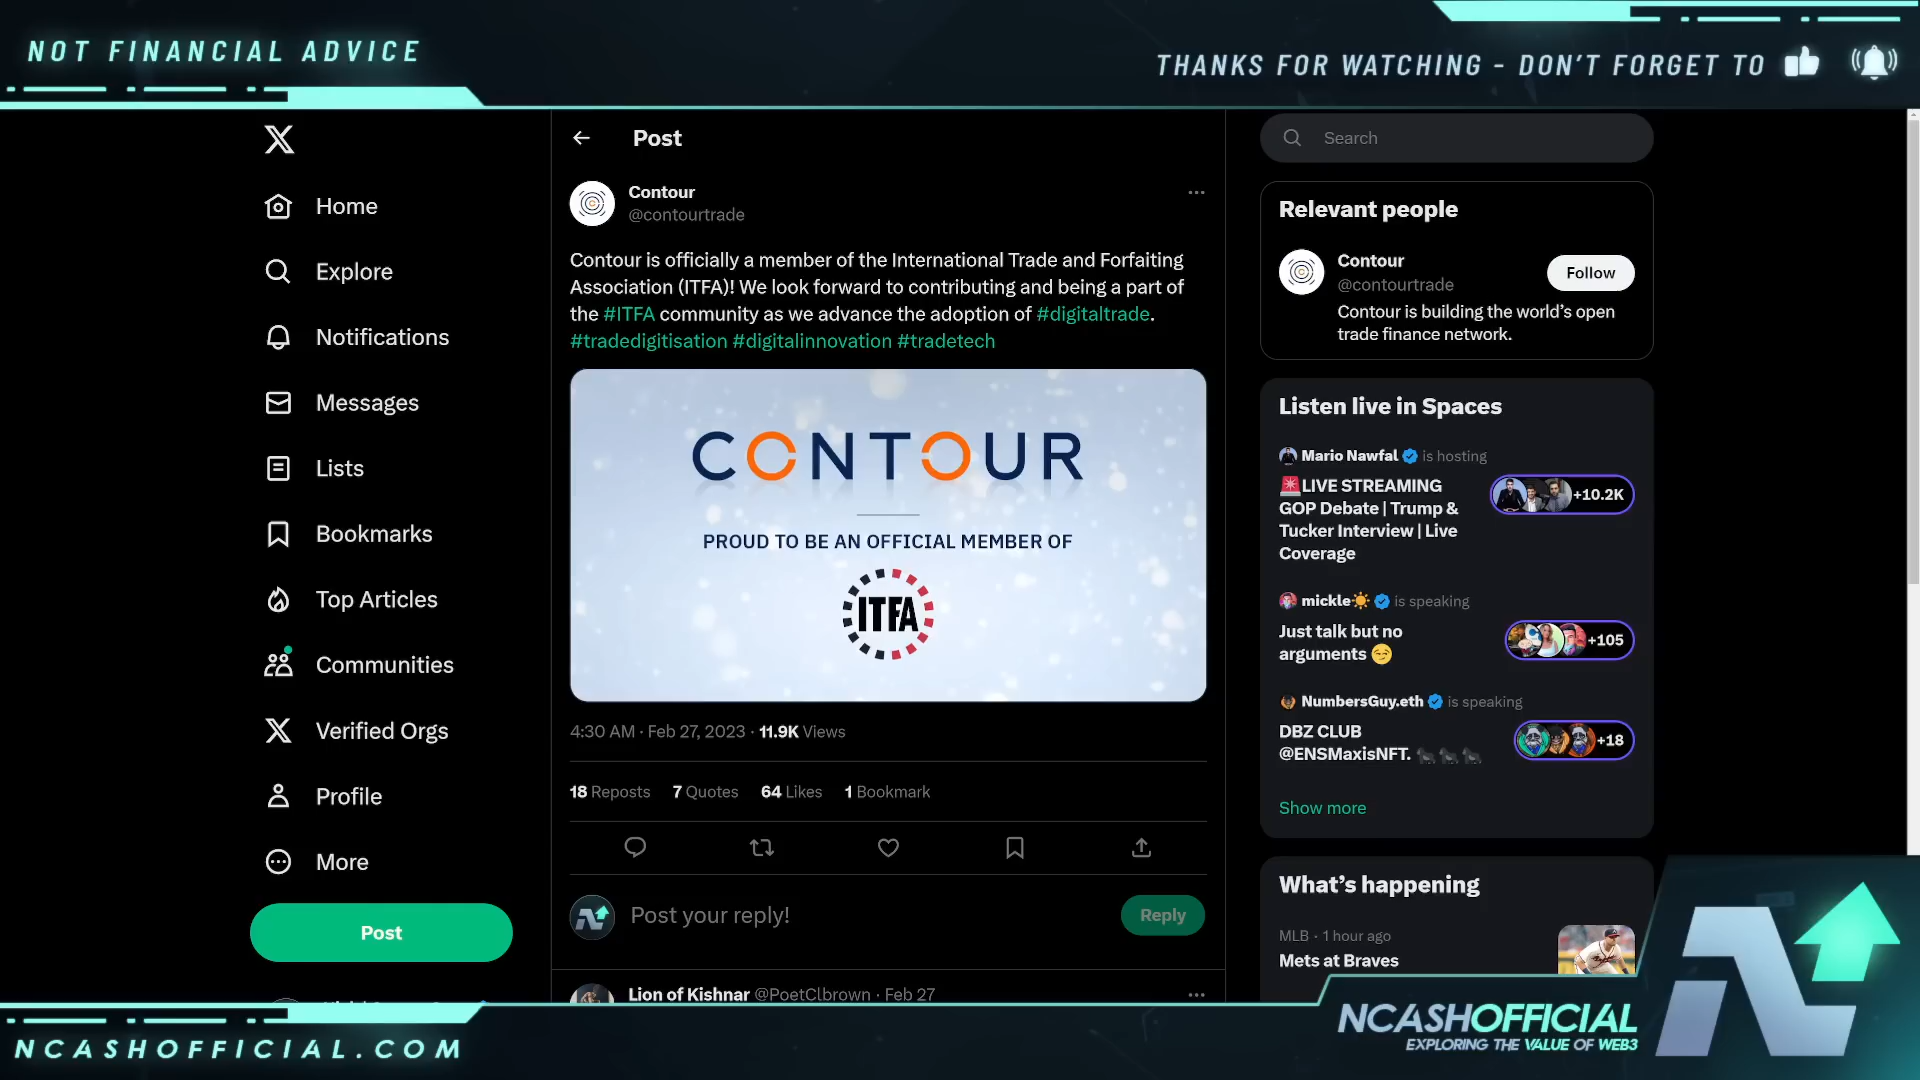 NOT FINANCIAL ADVICE
THANKS FOR WATCHING - DON'T FORGET TO
Home
Explore
Notifications
Messages
Lists
Bookmarks
Top Articles
Communities
Verified Orgs
Profile
More
Post
Post
Contour
@contourtrade
Contour is officially a member of the International Trade and Forfaiting
Association (ITFA)! We look forward to contributing and being a part of
the #ITFA community as we advance the adoption of #digitaltrade.
#tradedigitisation #digitalinnovation #tradetech
CONTOUR
PROUD TO BE AN OFFICIAL MEMBER OF
ITFA
4:30 AM · Feb 27, 2023 · 11.9K Views
18 Reposts 7 Quotes 64 Likes 1 Bookmark
Post your reply!
Reply
Lion of Kishnar @PoetClbrown · Feb 27
Search
Relevant people
Contour
@contourtrade
Follow
Contour is building the world's open
trade finance network.
Listen live in Spaces
Mario Nawfal is hosting
🚨LIVE STREAMING
GOP Debate | Trump &
Tucker Interview | Live
Coverage
+10.2K
mickle☀️ is speaking
Just talk but no
arguments 😏
+105
NumbersGuy.eth is speaking
DBZ CLUB
@ENSMaxisNFT. 🐎🐎🐎
+18
Show more
What's happening
MLB · 1 hour ago
Mets at Braves
NCASHOFFICIAL
EXPLORING THE VALUE OF WEB3
NCASHOFFICIAL.COM